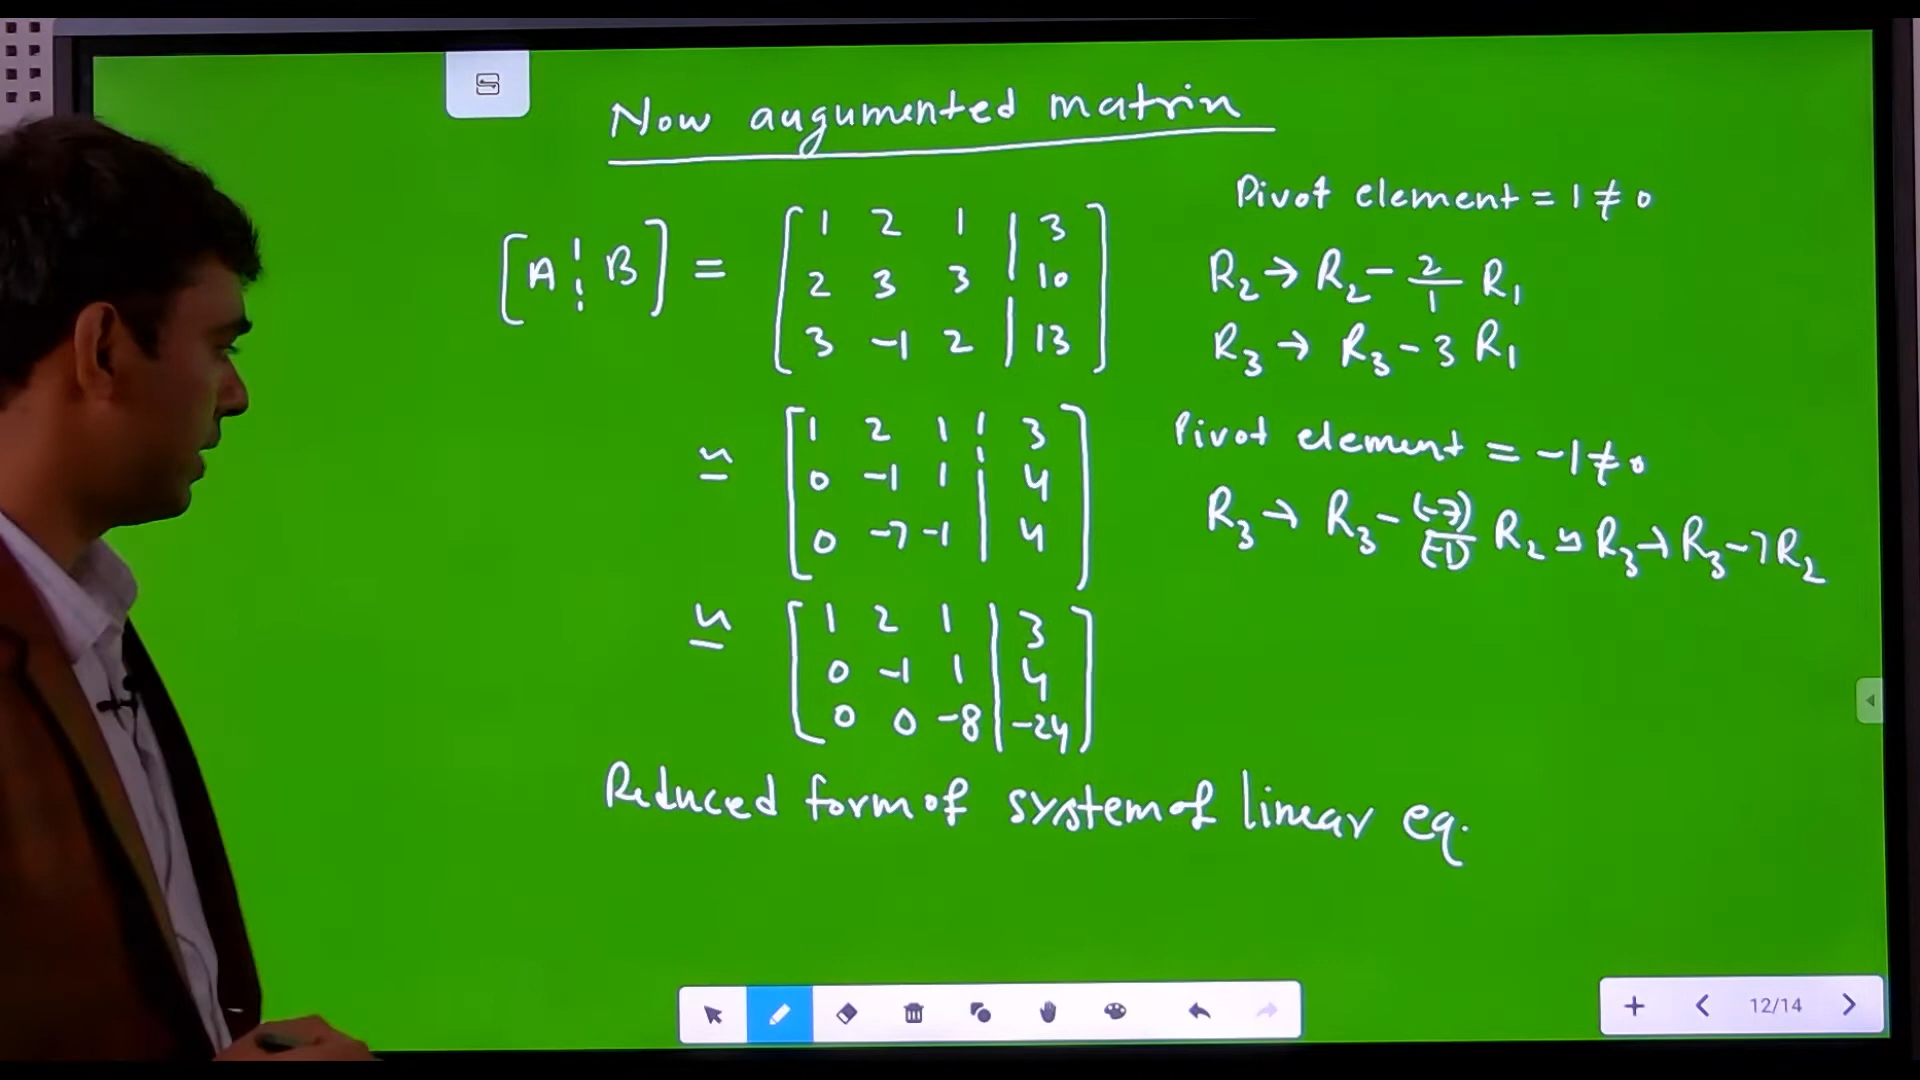 Now augumented matrix
[A ¦ B] = [1 2 1 | 3
2 3 3 | 10
3 -1 2 | 13]
Pivot element = 1 ≠ 0
R₂ → R₂ - 2/1 R₁
R₃ → R₃ - 3 R₁
≃ [1 2 1 ¦ 3
0 -1 1 | 4
0 -7 -1 | 4]
Pivot element = -1 ≠ 0
R₃ → R₃ - (-7)/(-1) R₂ ⇒ R₃ → R₃ - 7R₂
≃ [1 2 1 | 3
0 -1 1 | 4
0 0 -8 | -24]
Reduced form of system of linear eq.
12/14